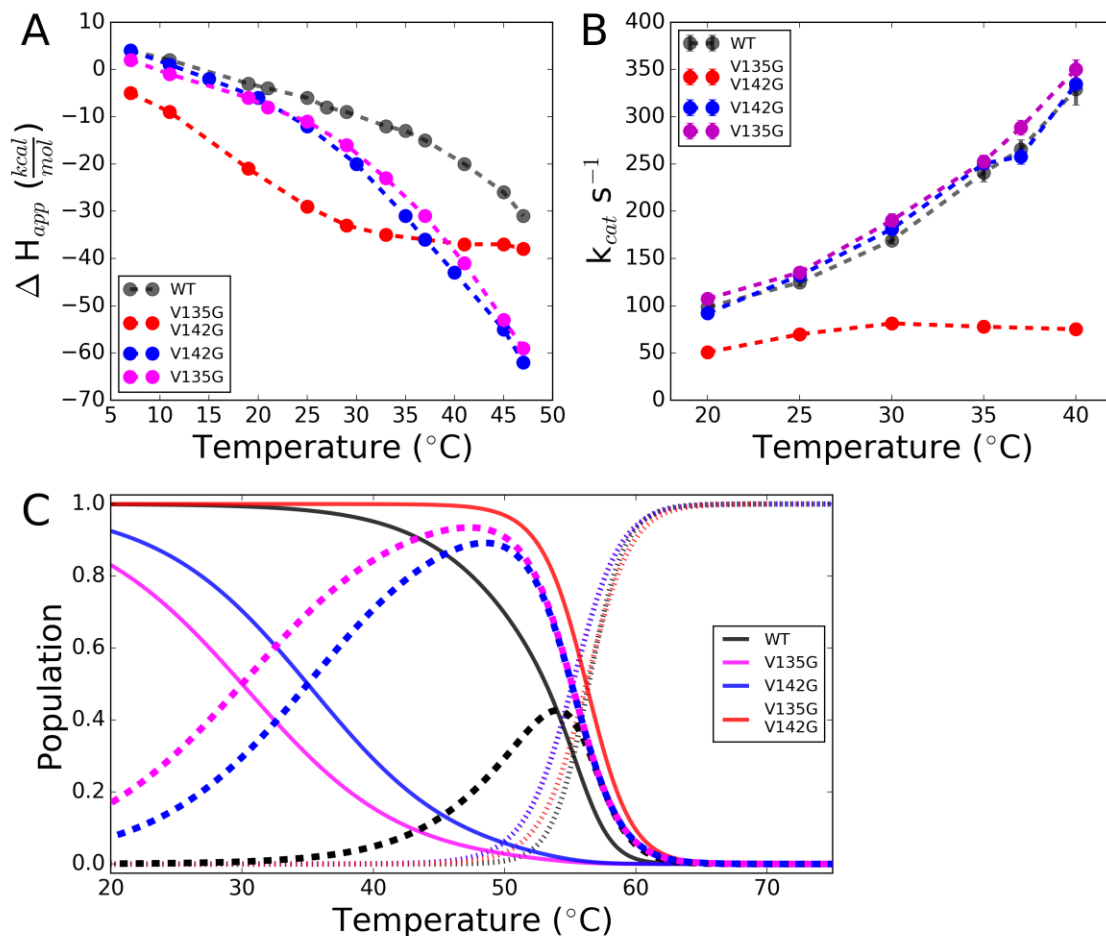 A
10
0
−10
−20
−30
−40
−50
−60
−70
Δ H_app (kcal/mol)
WT
V135G
V142G
V142G
V135G
5 10 15 20 25 30 35 40 45 50
Temperature (°C)
B
400
350
300
250
200
150
100
50
0
k_cat s⁻¹
WT
V135G
V142G
V142G
V135G
20 25 30 35 40
Temperature (°C)
C
1.0
0.8
0.6
0.4
0.2
0.0
Population
WT
V135G
V142G
V135G
V142G
20 30 40 50 60 70
Temperature (°C)